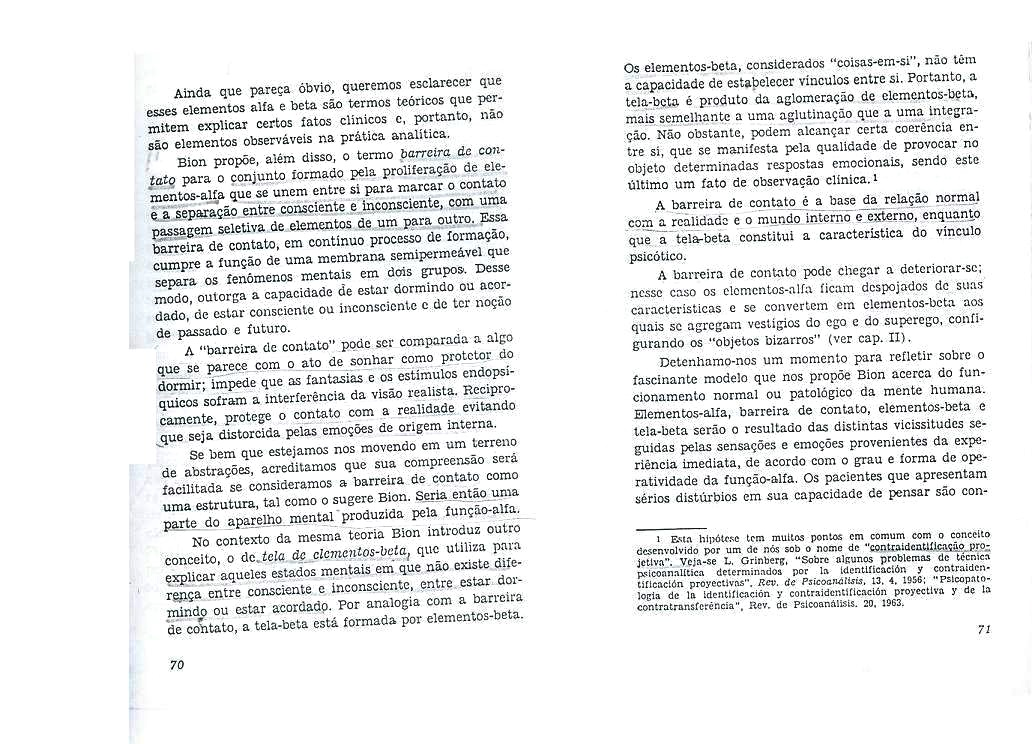 Ainda que pareça óbvio, queremos esclarecer que
esses elementos alfa e beta são termos teóricos que per-
mitem explicar certos fatos clínicos e, portanto, não
são elementos observáveis na prática analítica.
Bion propõe, além disso, o termo barreira de con-
tato para o conjunto formado pela proliferação de ele-
mentos-alfa que se unem entre si para marcar o contato
e a separação entre consciente e inconsciente, com uma
passagem seletiva de elementos de um para outro. Essa
barreira de contato, em contínuo processo de formação,
cumpre a função de uma membrana semipermeável que
separa os fenômenos mentais em dois grupos. Desse
modo, outorga a capacidade de estar dormindo ou acor-
dado, de estar consciente ou inconsciente e de ter noção
de passado e futuro.
A "barreira de contato" pode ser comparada a algo
que se parece com o ato de sonhar como protetor do
dormir; impede que as fantasias e os estímulos endopsí-
quicos sofram a interferência da visão realista. Recipro-
camente, protege o contato com a realidade evitando
que seja distorcida pelas emoções de origem interna.
Se bem que estejamos nos movendo em um terreno
de abstrações, acreditamos que sua compreensão será
facilitada se consideramos a barreira de contato como
uma estrutura, tal como o sugere Bion. Seria então uma
parte do aparelho mental produzida pela função-alfa.
No contexto da mesma teoria Bion introduz outro
conceito, o de tela de elementos-beta, que utiliza para
explicar aqueles estados mentais em que não existe dife-
rença entre consciente e inconsciente, entre estar dor-
mindo ou estar acordado. Por analogia com a barreira
de contato, a tela-beta está formada por elementos-beta.
70
Os elementos-beta, considerados "coisas-em-si", não têm
a capacidade de estabelecer vínculos entre si. Portanto, a
tela-beta é produto da aglomeração de elementos-beta,
mais semelhante a uma aglutinação que a uma integra-
ção. Não obstante, podem alcançar certa coerência en-
tre si, que se manifesta pela qualidade de provocar no
objeto determinadas respostas emocionais, sendo este
último um fato de observação clínica.1
A barreira de contato é a base da relação normal
com a realidade e o mundo interno e externo, enquanto
que a tela-beta constitui a característica do vínculo
psicótico.
A barreira de contato pode chegar a deteriorar-se;
nesse caso os elementos-alfa ficam despojados de suas
características e se convertem em elementos-beta aos
quais se agregam vestígios do ego e do superego, confi-
gurando os "objetos bizarros" (ver cap. II).
Detenhamo-nos um momento para refletir sobre o
fascinante modelo que nos propõe Bion acerca do fun-
cionamento normal ou patológico da mente humana.
Elementos-alfa, barreira de contato, elementos-beta e
tela-beta serão o resultado das distintas vicissitudes se-
guidas pelas sensações e emoções provenientes da expe-
riência imediata, de acordo com o grau e forma de ope-
ratividade da função-alfa. Os pacientes que apresentam
sérios distúrbios em sua capacidade de pensar são con-
1 Esta hipótese tem muitos pontos em comum com o conceito
desenvolvido por um de nós sob o nome de "contraidentificação pro-
jetiva". Veja-se L. Grinberg, "Sobre algunos problemas de técnica
psicoanalítica determinados por la identificación y contraiden-
tificación proyectivas", Rev. de Psicoanálisis, 13, 4, 1956; "Psicopato-
logía de la identificación y contraidentificación proyectiva y de la
contratransferência", Rev. de Psicoanálisis, 20, 1963.
71